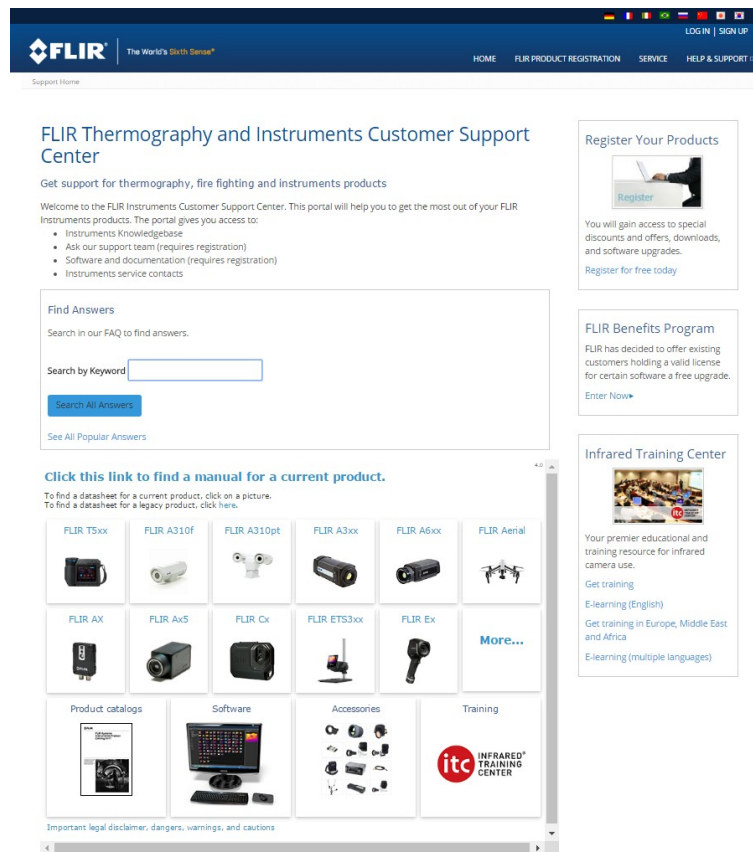 LOG IN | SIGN UP
FLIR®
The World's Sixth Sense®
HOME
FLIR PRODUCT REGISTRATION
SERVICE
HELP & SUPPORT
Support Home
FLIR Thermography and Instruments Customer Support
Center
Get support for thermography, fire fighting and instruments products
Welcome to the FLIR Instruments Customer Support Center. This portal will help you to get the most out of your FLIR
Instruments products. The portal gives you access to:
Instruments Knowledgebase
Ask our support team (requires registration)
Software and documentation (requires registration)
Instruments service contacts
Find Answers
Search in our FAQ to find answers.
Search by Keyword
Search All Answers
See All Popular Answers
4.0
Click this link to find a manual for a current product.
To find a datasheet for a current product, click on a picture.
To find a datasheet for a legacy product, click here.
FLIR T5xx
FLIR A310f
FLIR A310pt
FLIR A3xx
FLIR A6xx
FLIR Aerial
FLIR AX
FLIR Ax5
FLIR Cx
FLIR ETS3xx
FLIR Ex
More...
Product catalogs
Software
Accessories
Training
itc INFRARED®
TRAINING
CENTER
Important legal disclaimer, dangers, warnings, and cautions
Register Your Products
Register
You will gain access to special
discounts and offers, downloads,
and software upgrades.
Register for free today
FLIR Benefits Program
FLIR has decided to offer existing
customers holding a valid license
for certain software a free upgrade.
Enter Now▸
Infrared Training Center
itc
Your premier educational and
training resource for infrared
camera use.
Get training
E-learning (English)
Get training in Europe, Middle East
and Africa
E-learning (multiple languages)